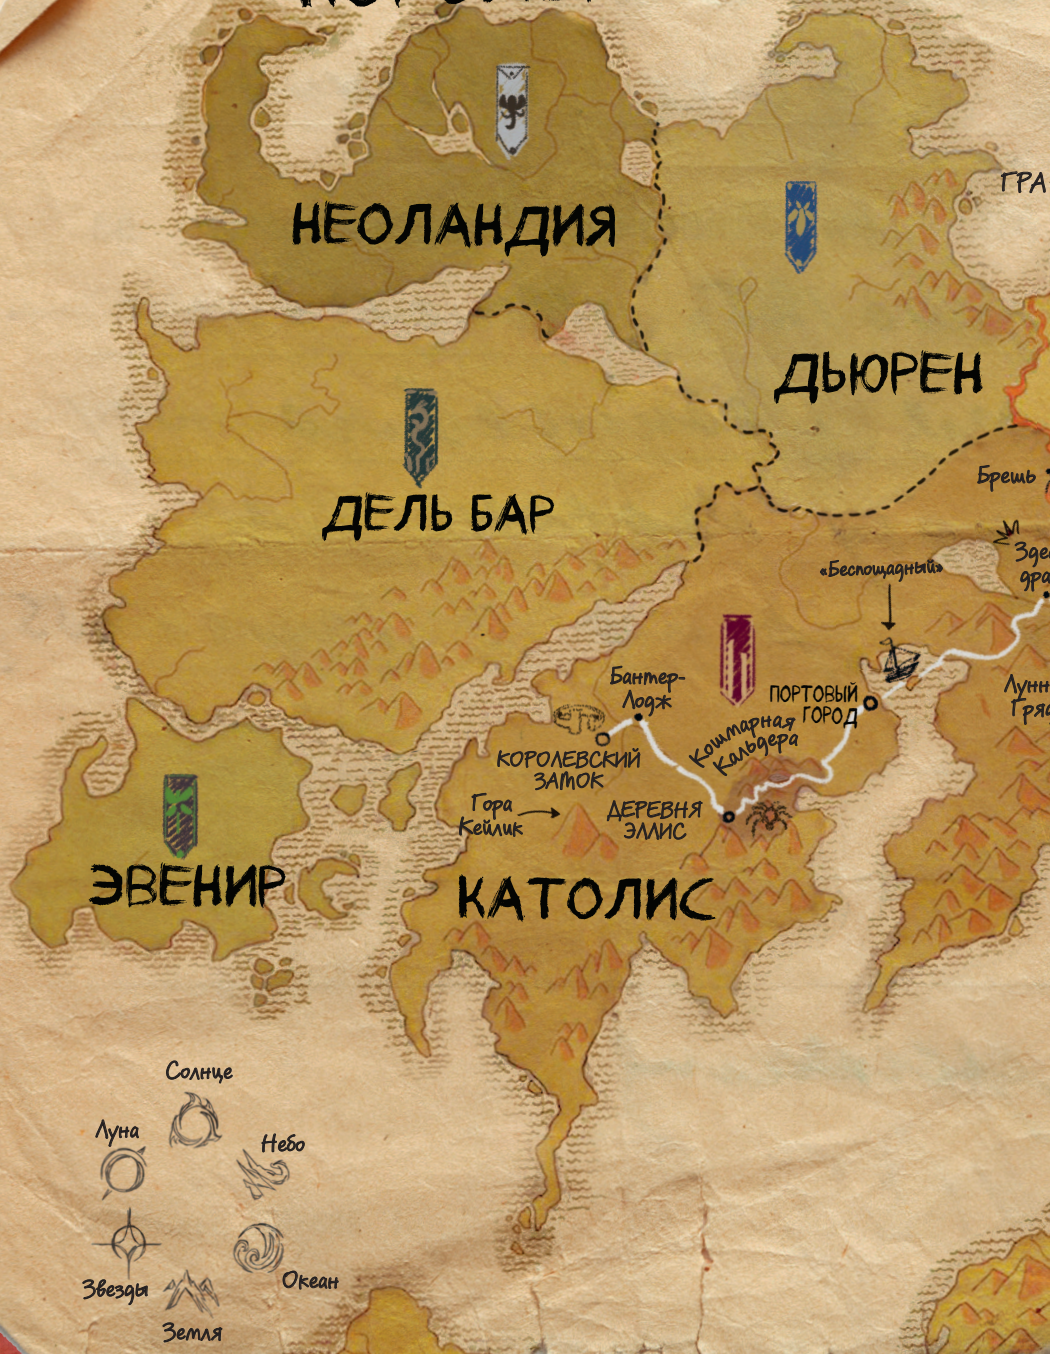 НЕОЛАНДИЯ
ДЬЮРЕН
ДЕЛЬ БАР
Брешь
«Беспощадный»
Бантер-
Лодж
ПОРТОВЫЙ
ГОРОД
Кошмарная
Кальдера
КОРОЛЕВСКИЙ
ЗАМОК
Гора
Кейлик
ДЕРЕВНЯ
ЭЛЛИС
ЭВЕНИР
КАТОЛИС
Солнце
Луна
Небо
Звезды
Океан
Земля